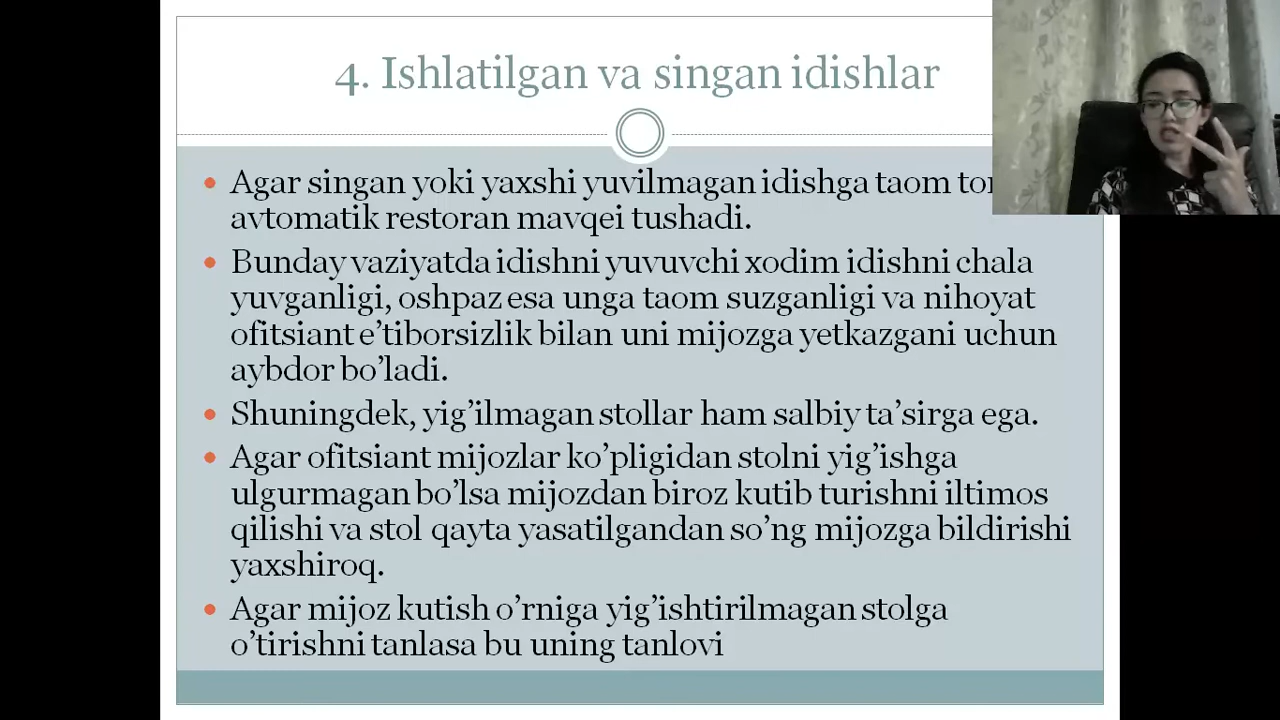 4. Ishlatilgan va singan idishlar
Agar singan yoki yaxshi yuvilmagan idishga taom
avtomatik restoran mavqei tushadi.
Bunday vaziyatda idishni yuvuvchi xodim idishni chala
yuvganligi, oshpaz esa unga taom suzganligi va nihoyat
ofitsiant e’tiborsizlik bilan uni mijozga yetkazgani uchun
aybdor bo’ladi.
Shuningdek, yig’ilmagan stollar ham salbiy ta’sirga ega.
Agar ofitsiant mijozlar ko’pligidan stolni yig’ishga
ulgurmagan bo’lsa mijozdan biroz kutib turishni iltimos
qilishi va stol qayta yasatilgandan so’ng mijozga bildirishi
yaxshiroq.
Agar mijoz kutish o’rniga yig’ishtirilmagan stolga
o’tirishni tanlasa bu uning tanlovi